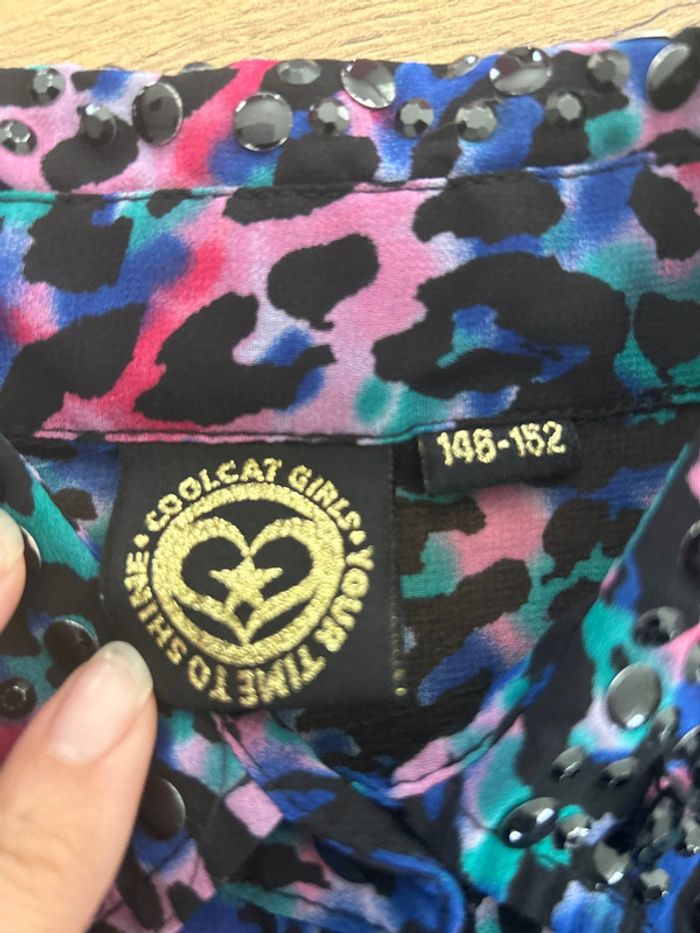 COOLCAT GIRLS • YOUR TIME TO SHINE •
146-152